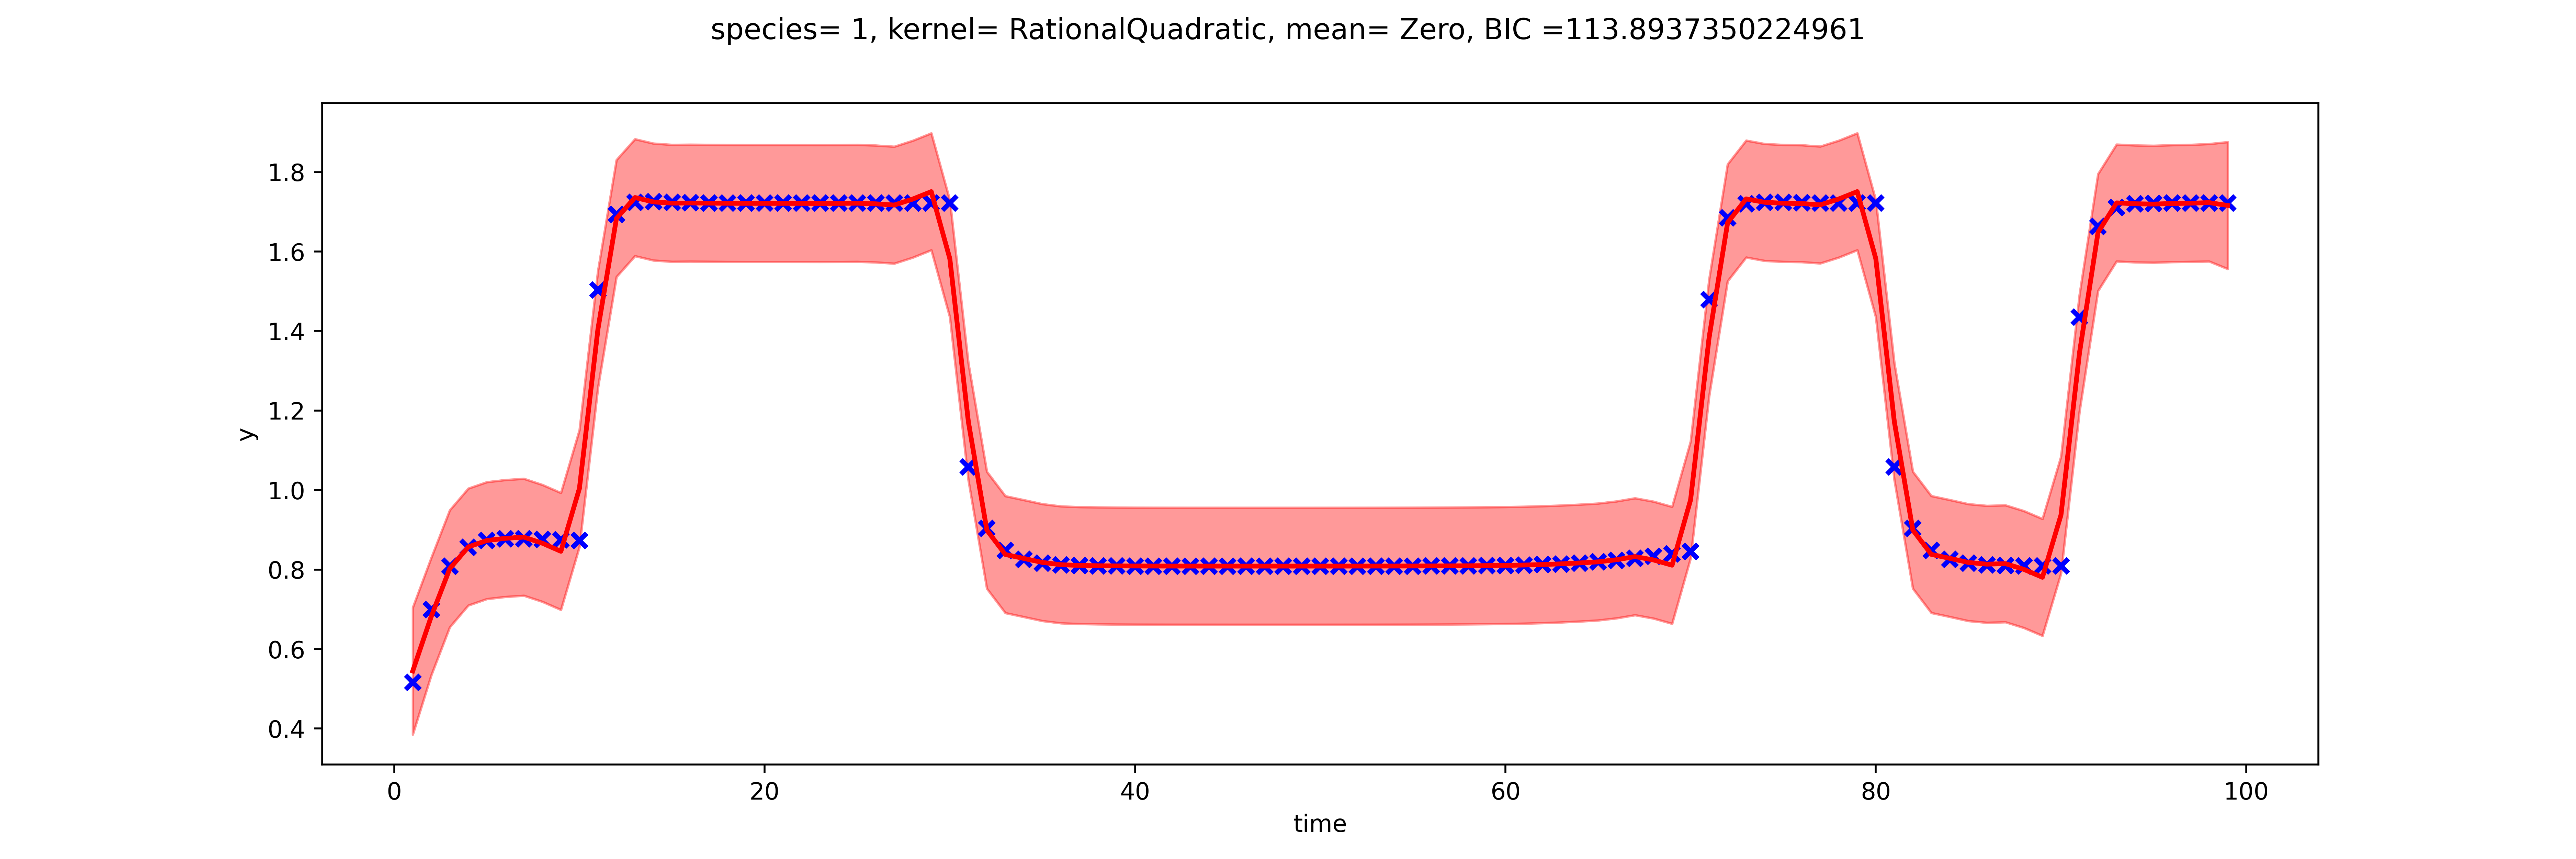 species= 1, kernel= RationalQuadratic, mean= Zero, BIC =113.8937350224961
1.8
1.6
1.4
1.2
1.0
0.8
0.6
0.4
y
0 20 40 60 80 100
time